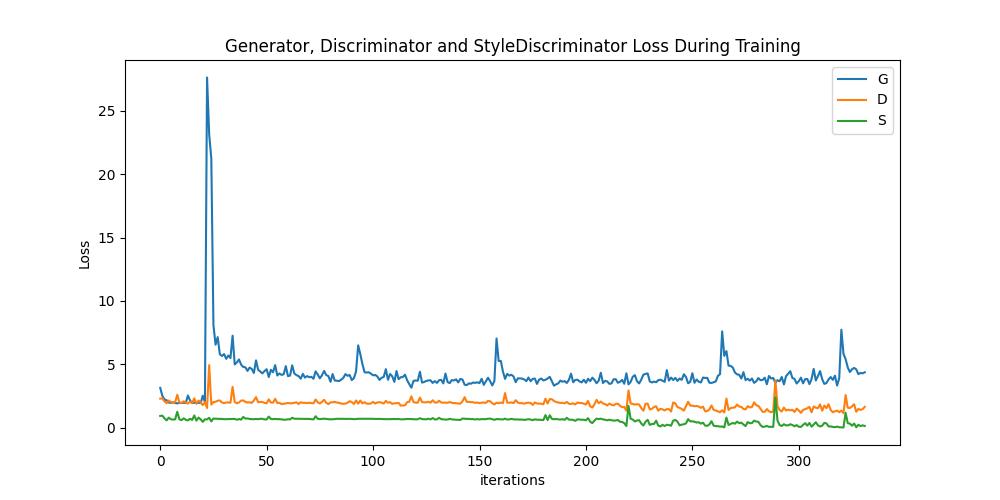 Generator, Discriminator and StyleDiscriminator Loss During Training
G
D
S
Loss
25
20
15
10
5
0
0 50 100 150 200 250 300
iterations